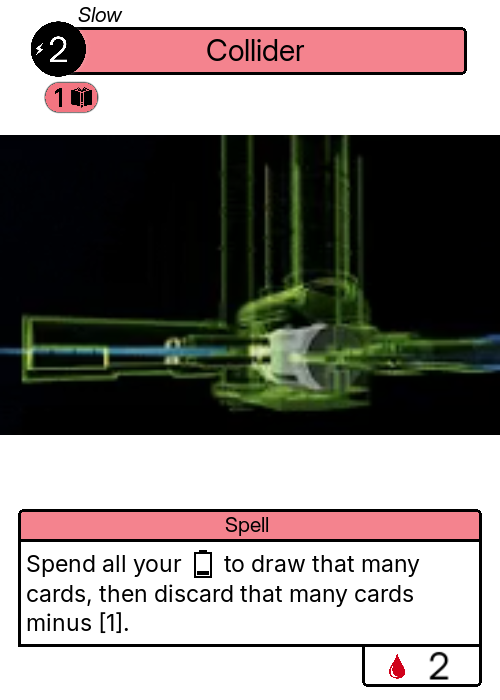 Slow
2
Collider
1
Spell
Spend all your to draw that many
cards, then discard that many cards
minus [1].
2